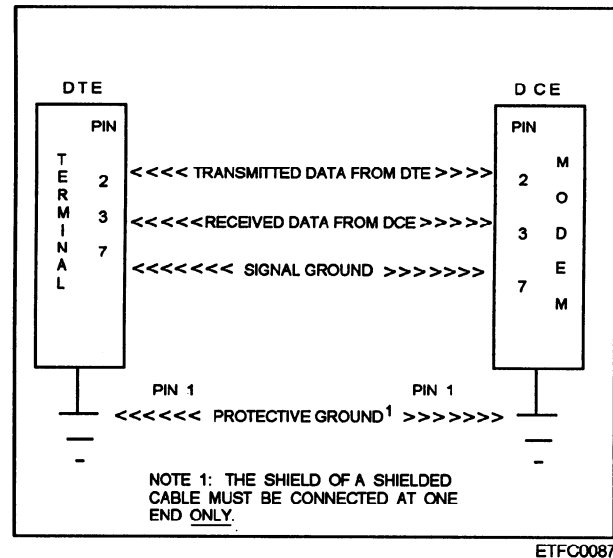 DTE
DCE
PIN
PIN
TERMINAL
MODEM
2 <<<< TRANSMITTED DATA FROM DTE >>>> 2
3 <<<<RECEIVED DATA FROM DCE >>>> 3
7 <<<<<<< SIGNAL GROUND >>>>>>> 7
PIN 1
PIN 1
<<<<<< PROTECTIVE GROUND1 >>>>>>>
NOTE 1: THE SHIELD OF A SHIELDED
CABLE MUST BE CONNECTED AT ONE
END ONLY.
ETFC0087